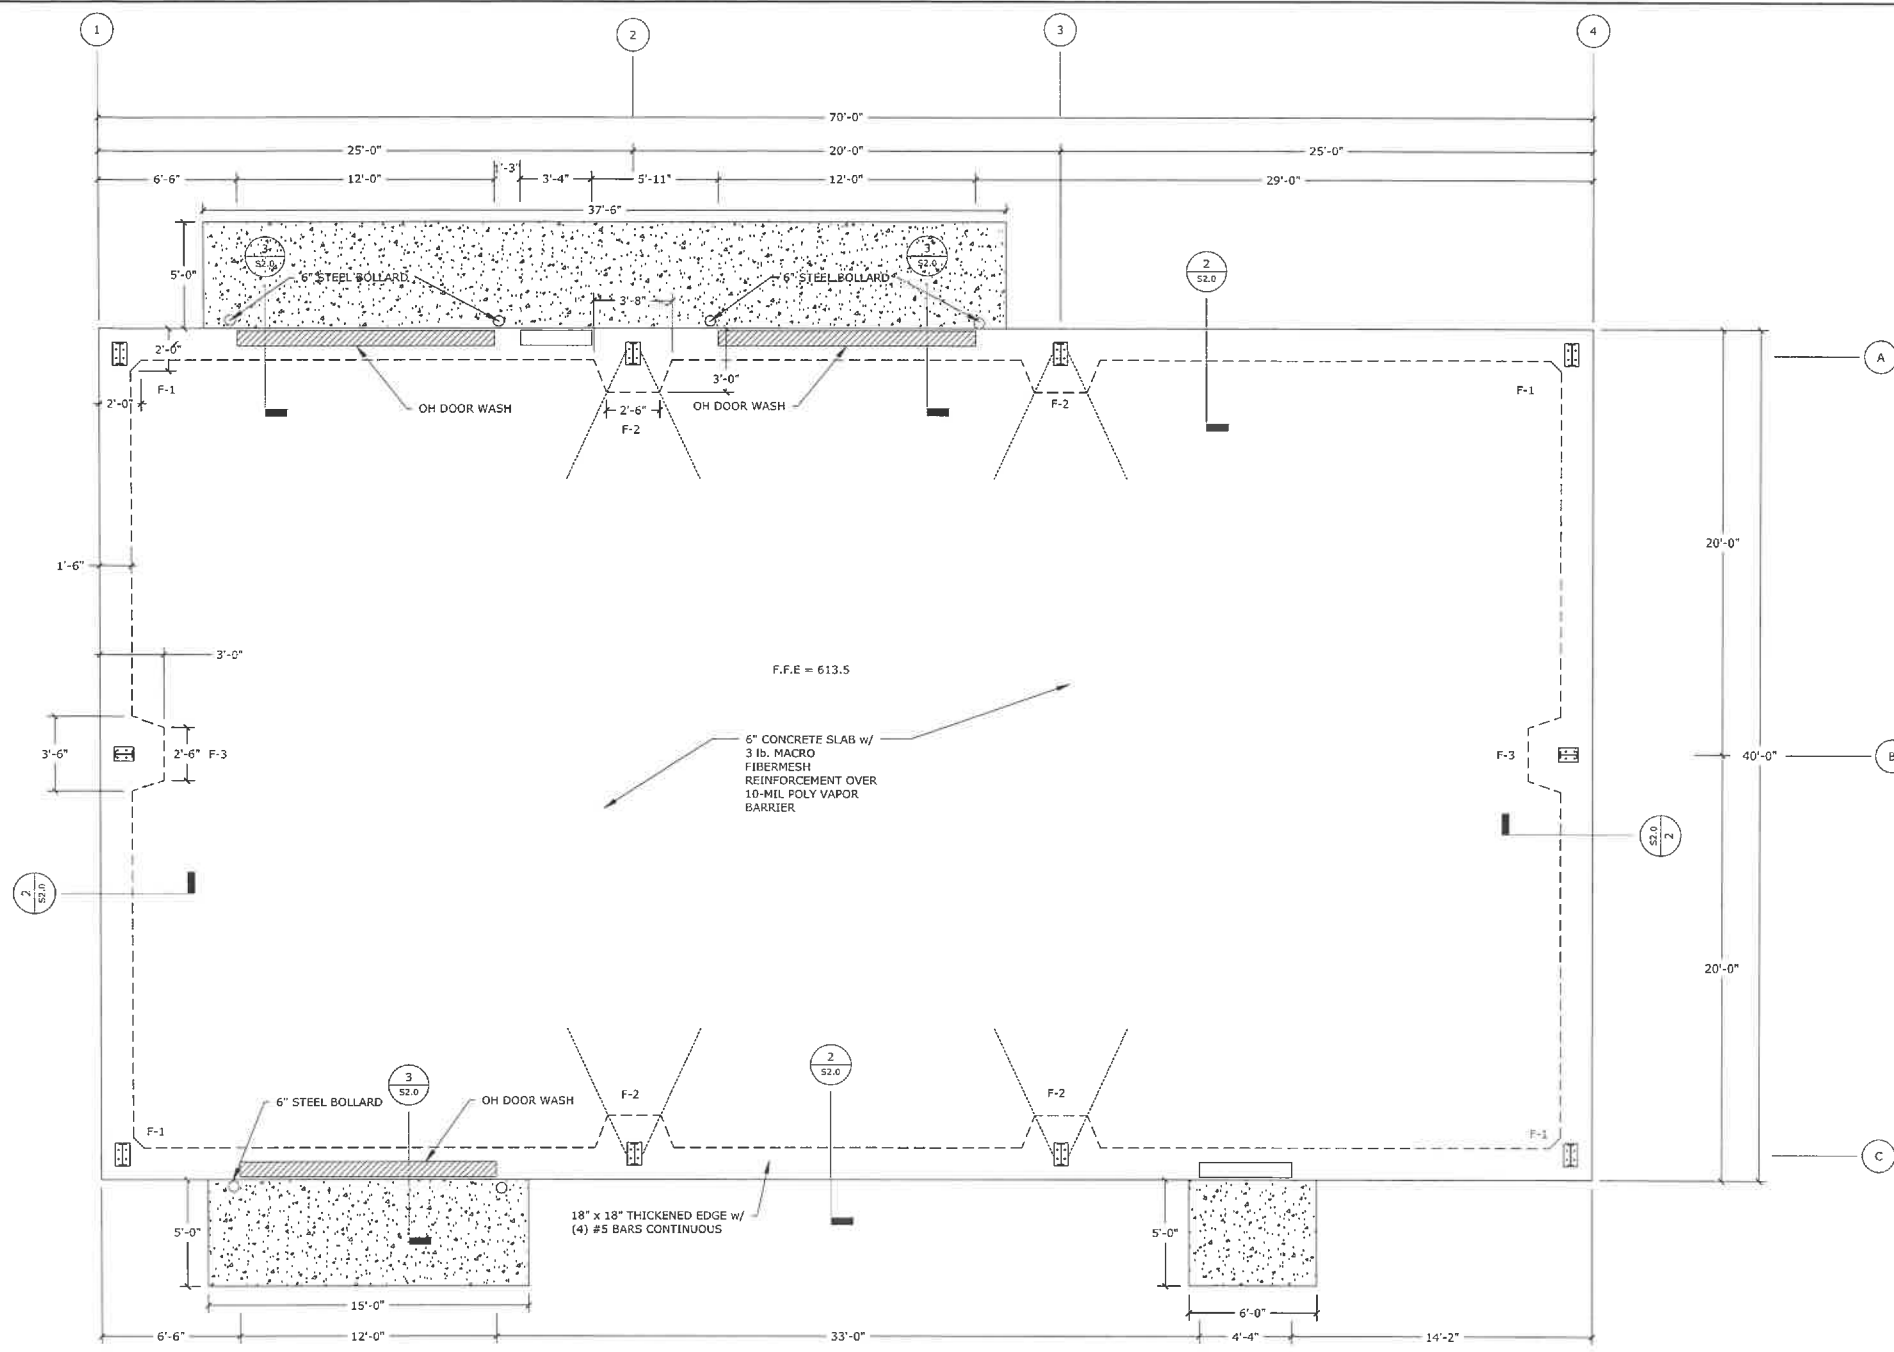 1
2
3
4
70'-0"
25'-0"
20'-0"
25'-0"
6'-6"
12'-0"
1'-3"
3'-4"
5'-11"
12'-0"
29'-0"
37'-6"
5'-0"
3
S2.0
6" STEEL BOLLARD
3'-8"
6" STEEL BOLLARD
3
S2.0
2
S2.0
2'-0"
F-1
2'-0"
OH DOOR WASH
3'-0"
2'-6"
F-2
OH DOOR WASH
F-2
F-1
A
1'-6"
20'-0"
3'-0"
F.F.E = 613.5
3'-6"
2'-6"
F-3
6" CONCRETE SLAB w/
3 lb. MACRO
FIBERMESH
REINFORCEMENT OVER
10-MIL POLY VAPOR
BARRIER
F-3
40'-0"
B
2
S2.0
2
S2.0
20'-0"
6" STEEL BOLLARD
3
S2.0
OH DOOR WASH
F-2
2
S2.0
F-2
F-1
F-1
C
5'-0"
18" x 18" THICKENED EDGE w/
(4) #5 BARS CONTINUOUS
5'-0"
15'-0"
6'-0"
6'-6"
12'-0"
33'-0"
4'-4"
14'-2"